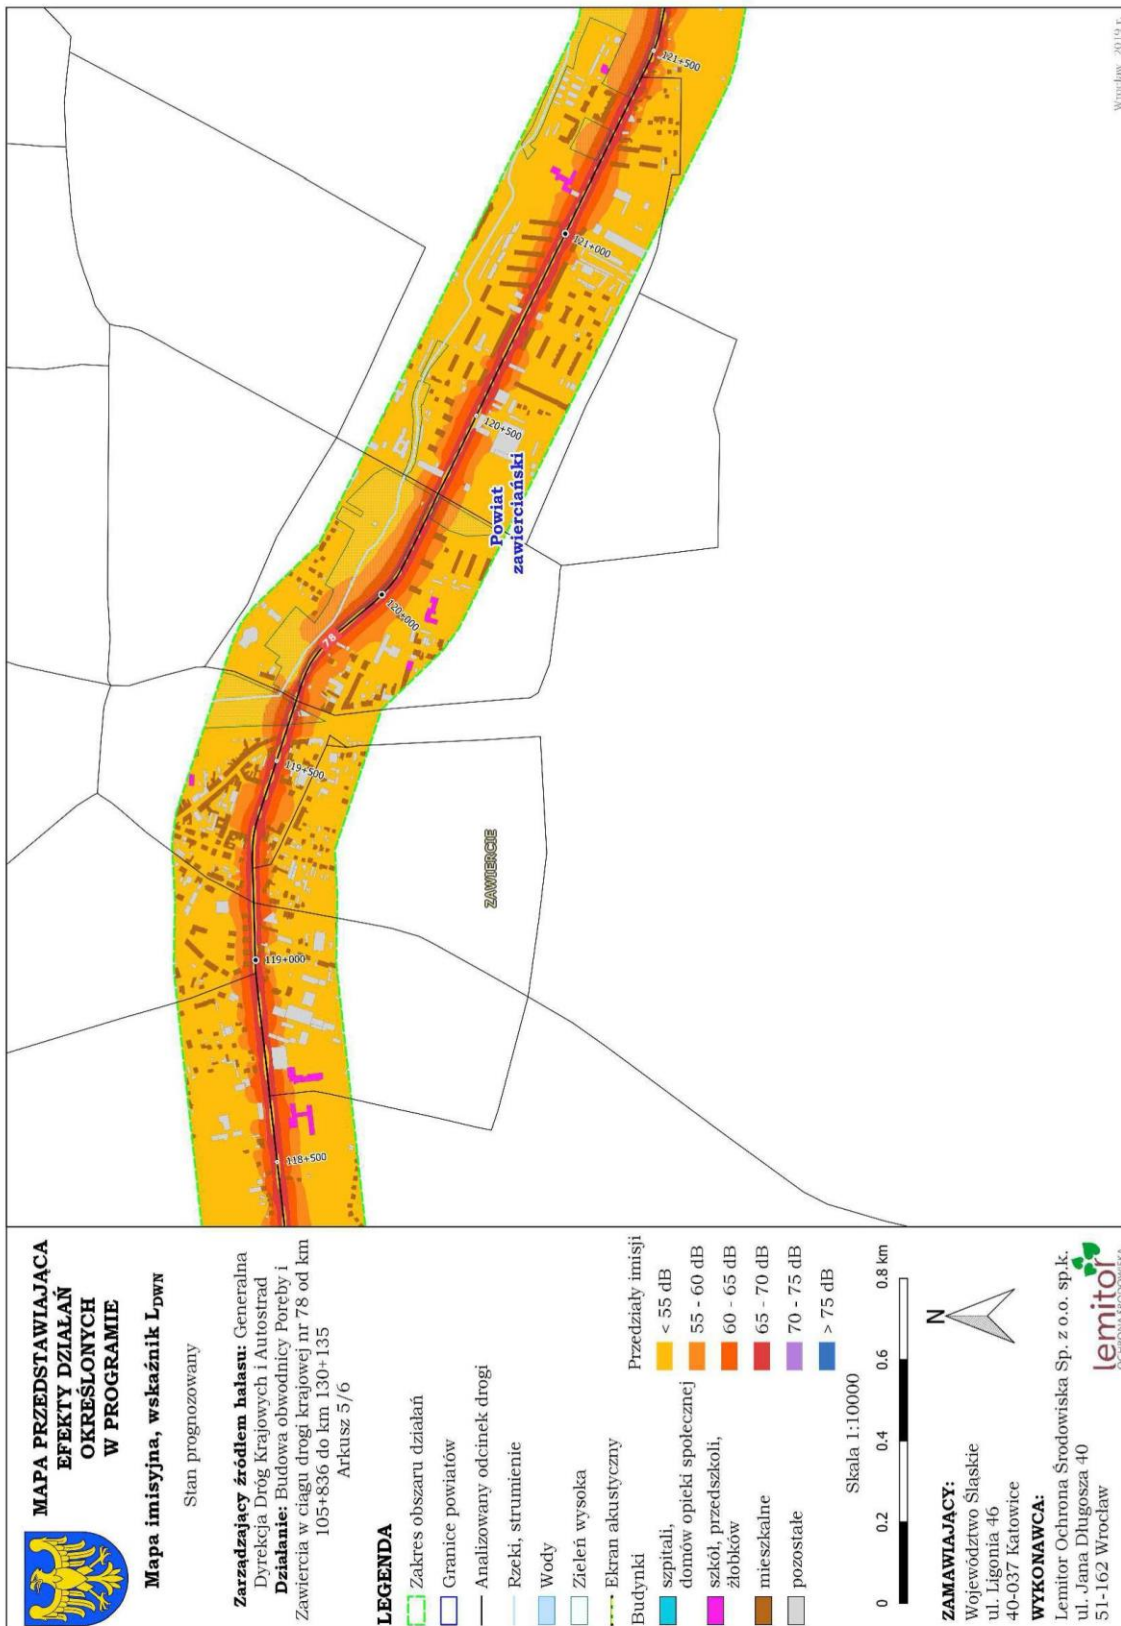 MAPA PRZEDSTAWIAJĄCA
EFEKTY DZIAŁAŃ
OKREŚLONYCH
W PROGRAMIE
Mapa imisyjna, wskaźnik L_DWN
Stan prognozowany
Zarządzający źródłem hałasu: Generalna
Dyrekcja Dróg Krajowych i Autostrad
Działanie: Budowa obwodnicy Poręby i
Zawiercia w ciągu drogi krajowej nr 78 od km
105+836 do km 130+135
Arkusz 5/6
LEGENDA
Zakres obszaru działań
Granice powiatów
Analizowany odcinek drogi
Rzeki, strumienie
Wody
Zieleń wysoka
Ekran akustyczny
Budynki
szpitali,
domów opieki społecznej
szkół, przedszkoli,
żłobków
mieszkalne
pozostałe
Przedziały imisji
< 55 dB
55 - 60 dB
60 - 65 dB
65 - 70 dB
70 - 75 dB
> 75 dB
Skala 1:10000
0 0.2 0.4 0.6 0.8 km
N
ZAMAWIAJĄCY:
Województwo Śląskie
ul. Ligonia 46
40-037 Katowice
WYKONAWCA:
Lemitor Ochrona Środowiska Sp. z o.o. sp.k.
ul. Jana Długosza 40
51-162 Wrocław
lemitor
OCHRONA ŚRODOWISKA
118+500
119+000
119+500
78
120+000
120+500
121+000
121+500
ZAWIERCIE
Powiat
zawierciański
Wrocław, 2019 r.